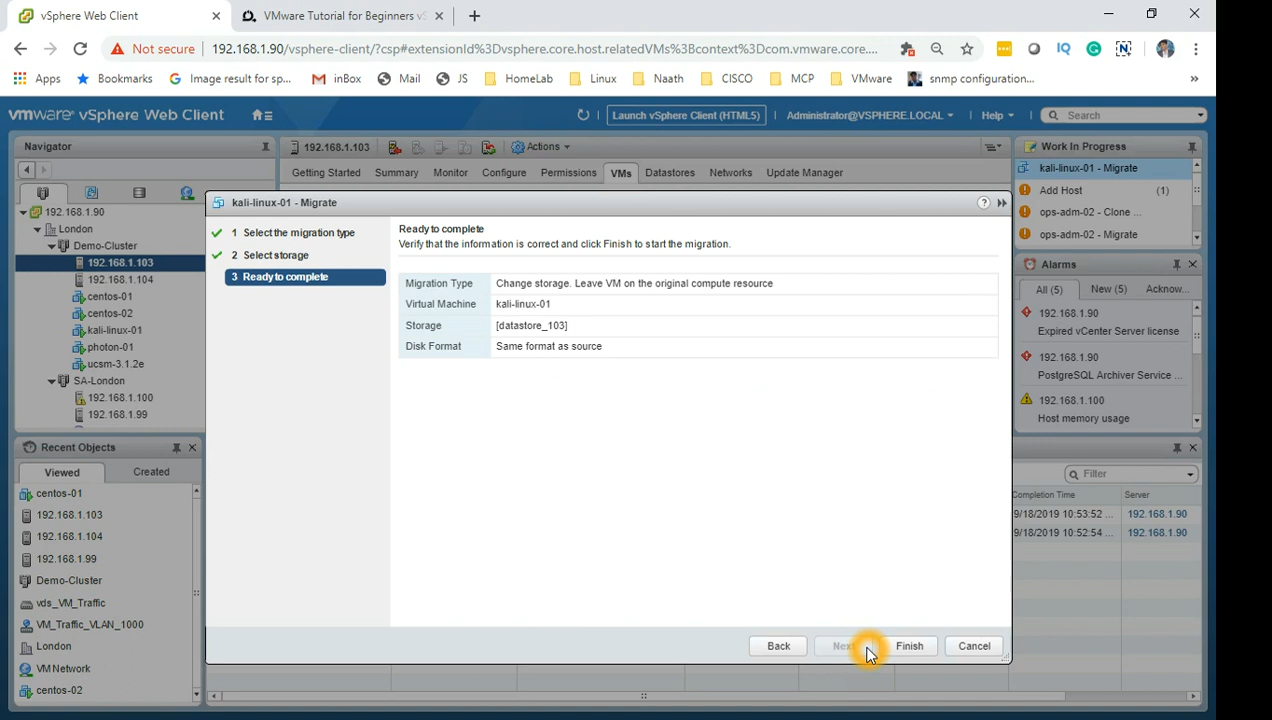 vSphere Web Client
VMware Tutorial for Beginners vS
Not secure
192.168.1.90/vsphere-client/?csp#extensionId%3Dvsphere.core.host.relatedVMs%3Bcontext%3Dcom.vmware.core....
Apps
Bookmarks
Image result for sp...
inBox
Mail
JS
HomeLab
Linux
Naath
CISCO
MCP
VMware
snmp configuration...
»
vmware® vSphere Web Client
Launch vSphere Client (HTML5)
Administrator@VSPHERE.LOCAL
Help
Search
Navigator
192.168.1.103
Actions
Getting Started
Summary
Monitor
Configure
Permissions
VMs
Datastores
Networks
Update Manager
192.168.1.90
London
Demo-Cluster
192.168.1.103
192.168.1.104
centos-01
centos-02
kali-linux-01
photon-01
ucsm-3.1.2e
SA-London
192.168.1.100
192.168.1.99
Recent Objects
Viewed
Created
centos-01
192.168.1.103
192.168.1.104
192.168.1.99
Demo-Cluster
vds_VM_Traffic
VM_Traffic_VLAN_1000
London
VM Network
centos-02
kali-linux-01 - Migrate
1 Select the migration type
2 Select storage
3 Ready to complete
Ready to complete
Verify that the information is correct and click Finish to start the migration.
Migration Type
Change storage. Leave VM on the original compute resource
Virtual Machine
kali-linux-01
Storage
[datastore_103]
Disk Format
Same format as source
Back
Next
Finish
Cancel
Work In Progress
kali-linux-01 - Migrate
Add Host
(1)
ops-adm-02 - Clone ...
ops-adm-02 - Migrate
Alarms
All (5)
New (5)
Acknow...
192.168.1.90
Expired vCenter Server license
192.168.1.90
PostgreSQL Archiver Service ...
192.168.1.100
Host memory usage
Filter
Completion Time
Server
9/18/2019 10:53:52 ...
192.168.1.90
9/18/2019 10:52:54 ...
192.168.1.90